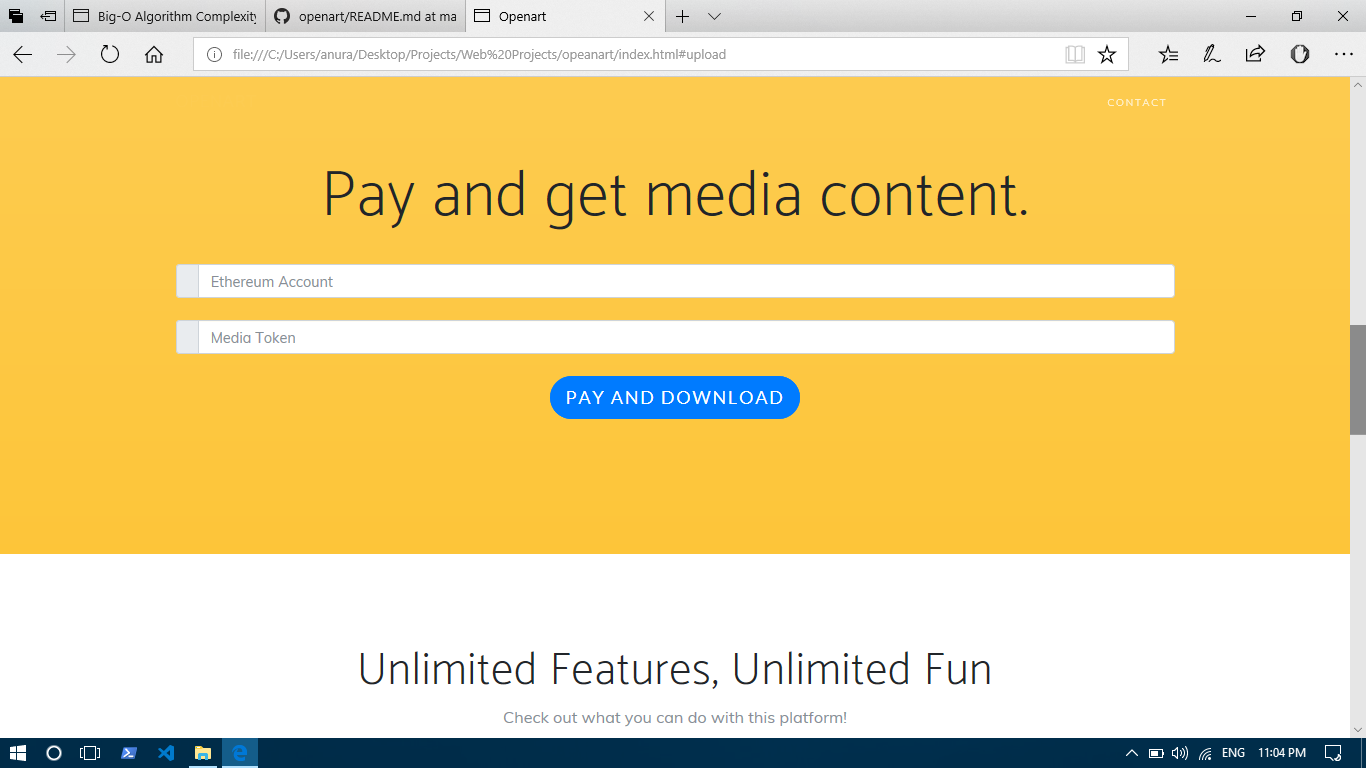 Big-O Algorithm Complexity
openart/README.md at ma
Openart
file:///C:/Users/anura/Desktop/Projects/Web%20Projects/opeanart/index.html#upload
CONTACT
Pay and get media content.
Ethereum Account
Media Token
PAY AND DOWNLOAD
Unlimited Features, Unlimited Fun
Check out what you can do with this platform!
ENG 11:04 PM